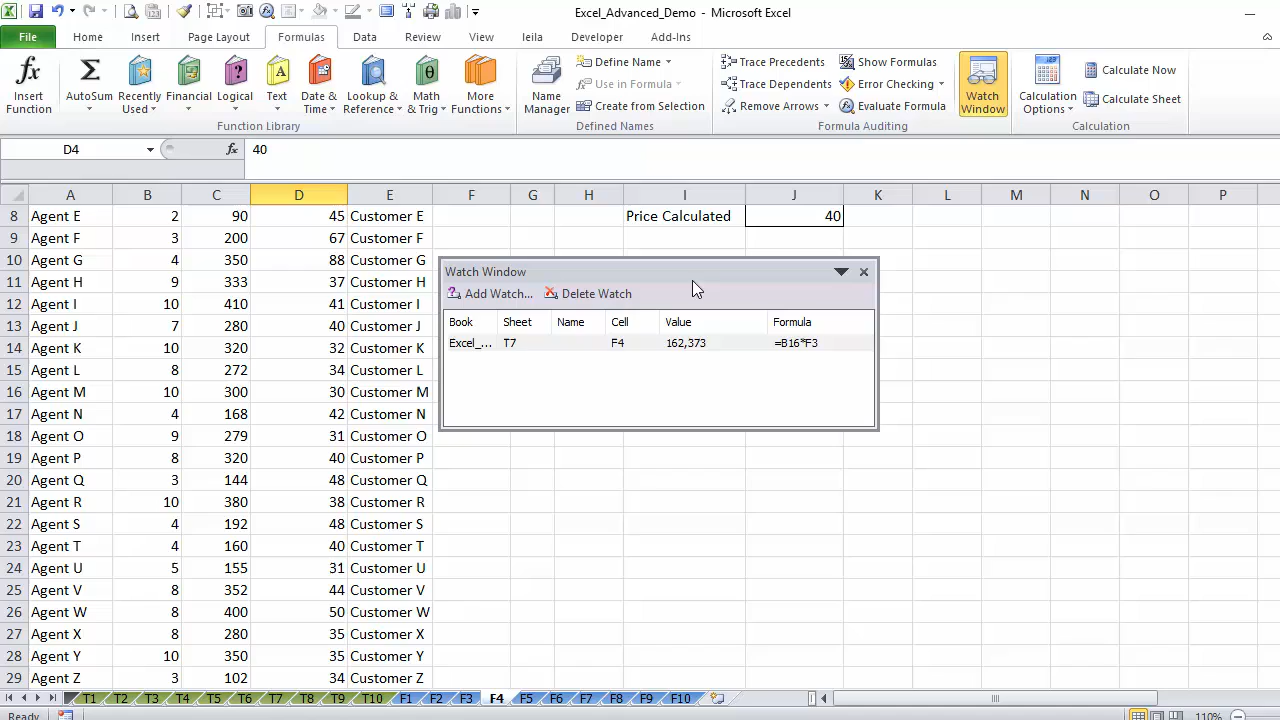 Excel_Advanced_Demo - Microsoft Excel
File Home Insert Page Layout Formulas Data Review View leila Developer Add-Ins
fx Σ θ A ?
Insert Function
AutoSum
Recently Used
Financial
Logical
Text
Date & Time
Lookup & Reference
Math & Trig
More Functions
Function Library
Name Manager
Define Name
Use in Formula
Create from Selection
Defined Names
Trace Precedents
Trace Dependents
Remove Arrows
Show Formulas
Error Checking
Evaluate Formula
Formula Auditing
Watch Window
Calculation Options
Calculate Now
Calculate Sheet
Calculation
D4 fx 40
A B C D E F G H I J K L M N O P
8 Agent E 2 90 45 Customer E Price Calculated 40
9 Agent F 3 200 67 Customer F
10 Agent G 4 350 88 Customer G
11 Agent H 9 333 37 Customer H
12 Agent I 10 410 41 Customer I
13 Agent J 7 280 40 Customer J
14 Agent K 10 320 32 Customer K
15 Agent L 8 272 34 Customer L
16 Agent M 10 300 30 Customer M
17 Agent N 4 168 42 Customer N
18 Agent O 9 279 31 Customer O
19 Agent P 8 320 40 Customer P
20 Agent Q 3 144 48 Customer Q
21 Agent R 10 380 38 Customer R
22 Agent S 4 192 48 Customer S
23 Agent T 4 160 40 Customer T
24 Agent U 5 155 31 Customer U
25 Agent V 8 352 44 Customer V
26 Agent W 8 400 50 Customer W
27 Agent X 8 280 35 Customer X
28 Agent Y 10 350 35 Customer Y
29 Agent Z 3 102 34 Customer Z
Watch Window
Add Watch... Delete Watch
Book Sheet Name Cell Value Formula
Excel_... T7 F4 162,373 =B16*F3
T1 T2 T3 T4 T5 T6 T7 T8 T9 T10 F1 F2 F3 F4 F5 F6 F7 F8 F9 F10
Ready 110%